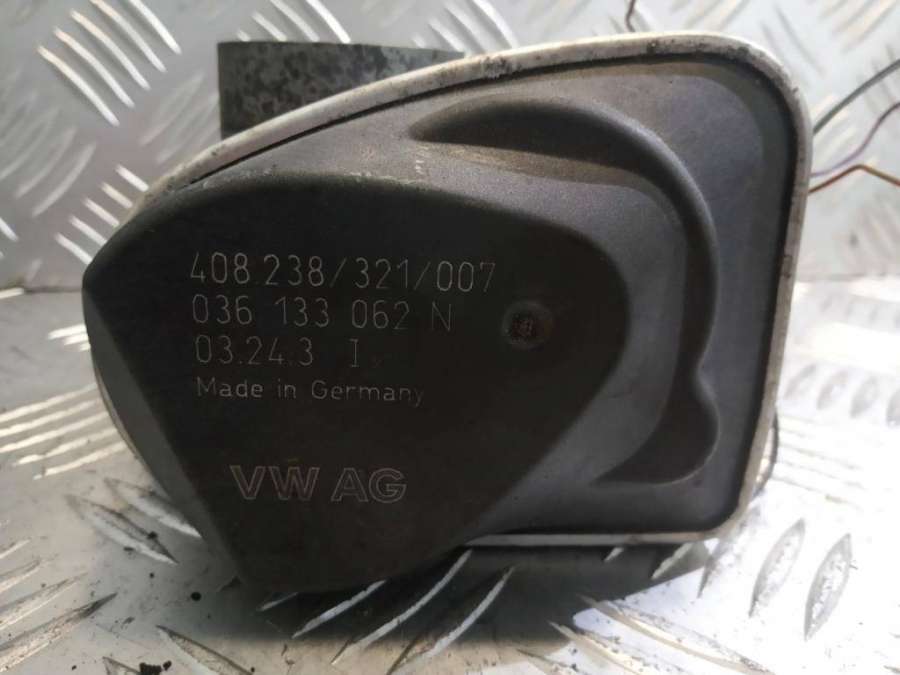 408.238/321/007
036 133 062 N
03.24.3 I
Made in Germany
VW AG